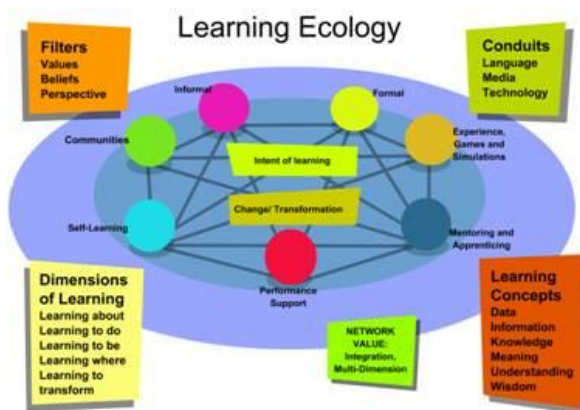 Learning Ecology
Filters
Values
Beliefs
Perspective
Conduits
Language
Media
Technology
Informal
Formal
Communities
Experience,
Games and
Simulations
Intent of learning
Change/ Transformation
Self-Learning
Mentoring and
Apprenticing
Performance
Support
Dimensions
of Learning
Learning about
Learning to do
Learning to be
Learning where
Learning to
transform
NETWORK
VALUE:
Integration,
Multi-Dimension
Learning
Concepts
Data
Information
Knowledge
Meaning
Understanding
Wisdom